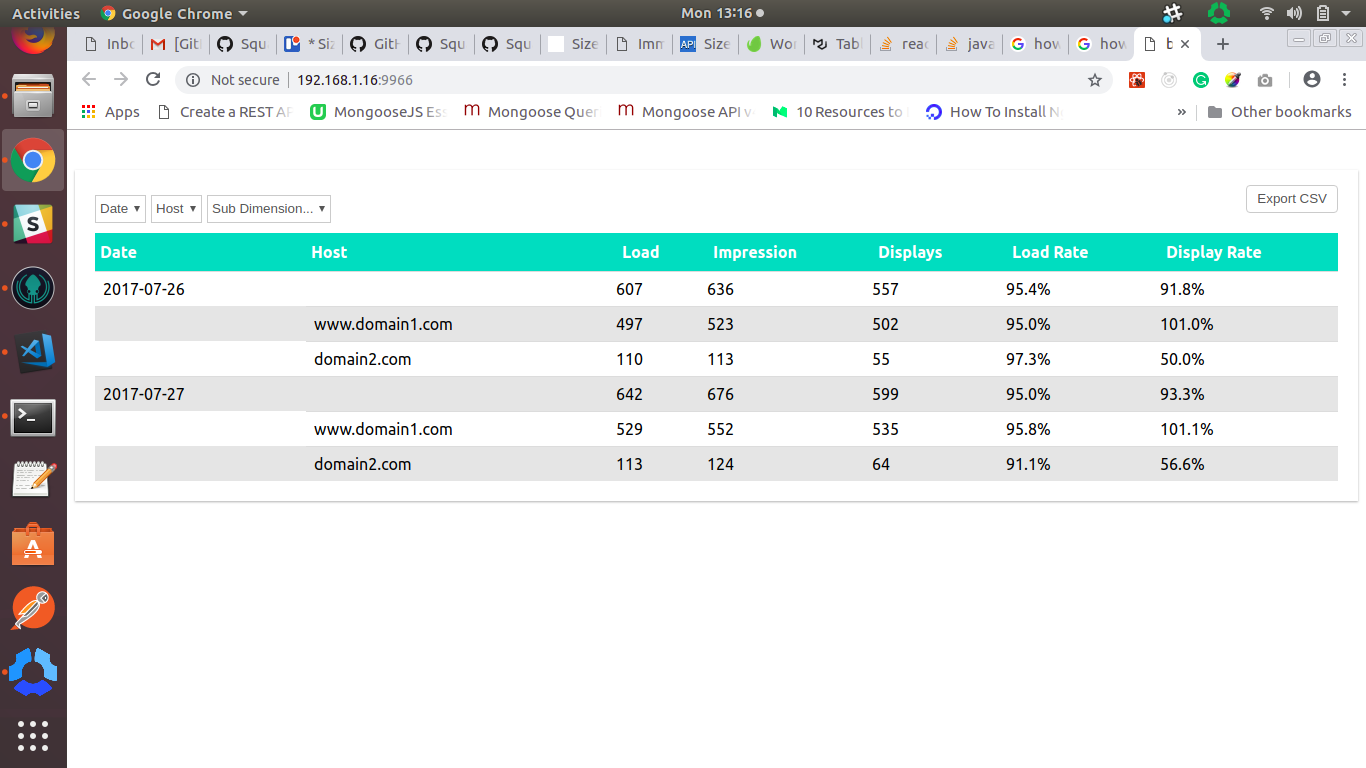 Activities Google Chrome Mon 13:16
Inbo [Git Squ * Siz GitH Squ Squ Size Imm Size Wor Tabl reac java how how b
Not secure 192.168.1.16:9966
Apps Create a REST AP MongooseJS Ess Mongoose Quer Mongoose API v 10 Resources to How To Install N » Other bookmarks
Date Host Sub Dimension... Export CSV
Date Host Load Impression Displays Load Rate Display Rate
2017-07-26 607 636 557 95.4% 91.8%
www.domain1.com 497 523 502 95.0% 101.0%
domain2.com 110 113 55 97.3% 50.0%
2017-07-27 642 676 599 95.0% 93.3%
www.domain1.com 529 552 535 95.8% 101.1%
domain2.com 113 124 64 91.1% 56.6%